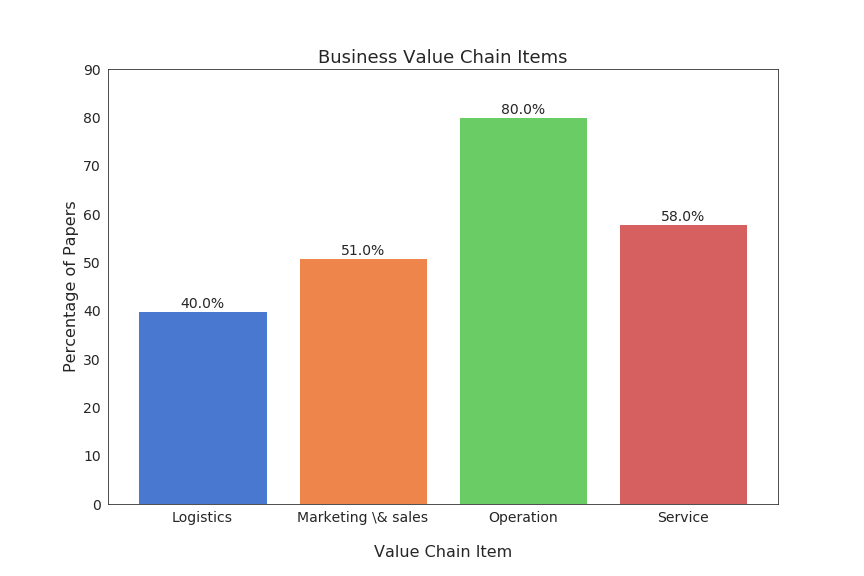 Business Value Chain Items
90
80
70
60
50
40
30
20
10
0
Percentage of Papers
40.0%
51.0%
80.0%
58.0%
Logistics
Marketing \& sales
Operation
Service
Value Chain Item